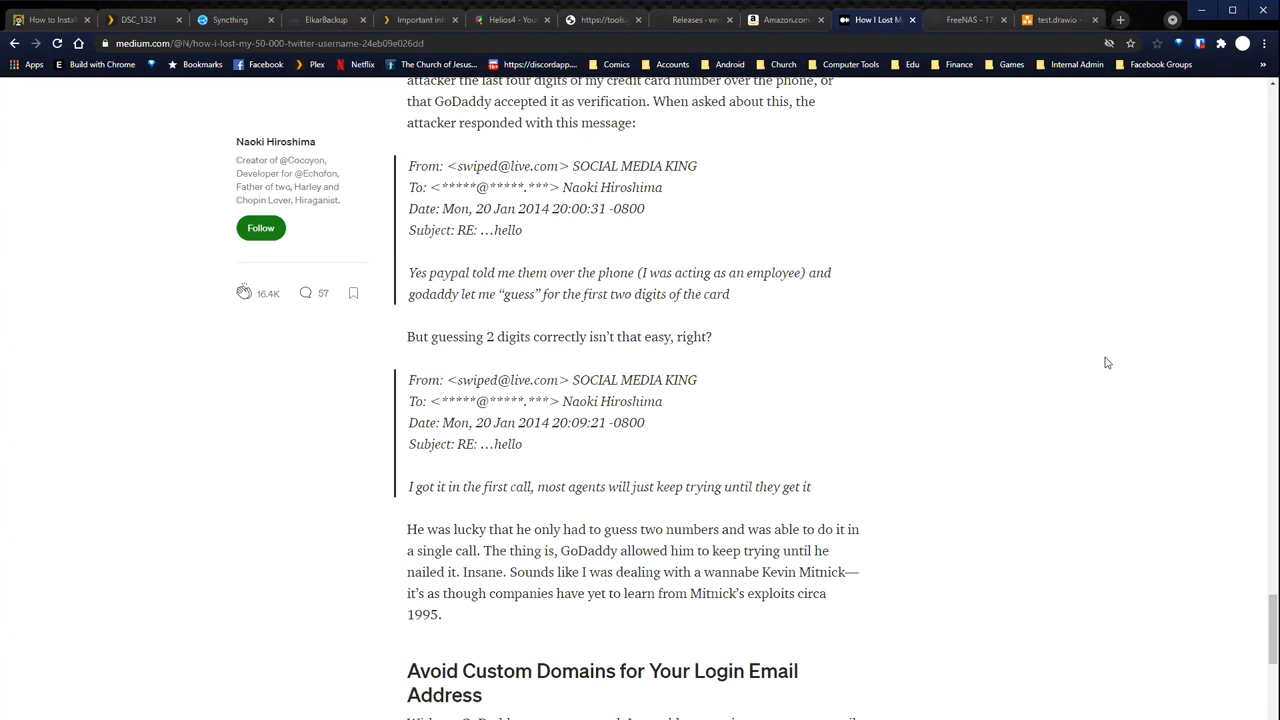 How to Install
DSC_1321
Syncthing
ElkarBackup
Important inf
Helios4 - You
https://tools.
Releases - ve
Amazon.com
How I Lost M
FreeNAS - 1
test.drawio -
medium.com/@N/how-i-lost-my-50-000-twitter-username-24eb09e026dd
Apps
Build with Chrome
Bookmarks
Facebook
Plex
Netflix
The Church of Jesus...
https://discordapp....
Comics
Accounts
Android
Church
Computer Tools
Edu
Finance
Games
Internal Admin
Facebook Groups
attacker the last four digits of my credit card number over the phone, or
that GoDaddy accepted it as verification. When asked about this, the
attacker responded with this message:
Naoki Hiroshima
Creator of @Cocoyon,
Developer for @Echofon,
Father of two, Harley and
Chopin Lover, Hiraganist.
Follow
16.4K
57
From: <swiped@live.com> SOCIAL MEDIA KING
To: <*****@*****.***> Naoki Hiroshima
Date: Mon, 20 Jan 2014 20:00:31 -0800
Subject: RE: …hello
Yes paypal told me them over the phone (I was acting as an employee) and
godaddy let me “guess” for the first two digits of the card
But guessing 2 digits correctly isn’t that easy, right?
From: <swiped@live.com> SOCIAL MEDIA KING
To: <*****@*****.***> Naoki Hiroshima
Date: Mon, 20 Jan 2014 20:09:21 -0800
Subject: RE: …hello
I got it in the first call, most agents will just keep trying until they get it
He was lucky that he only had to guess two numbers and was able to do it in
a single call. The thing is, GoDaddy allowed him to keep trying until he
nailed it. Insane. Sounds like I was dealing with a wannabe Kevin Mitnick—
it’s as though companies have yet to learn from Mitnick’s exploits circa
1995.
Avoid Custom Domains for Your Login Email
Address